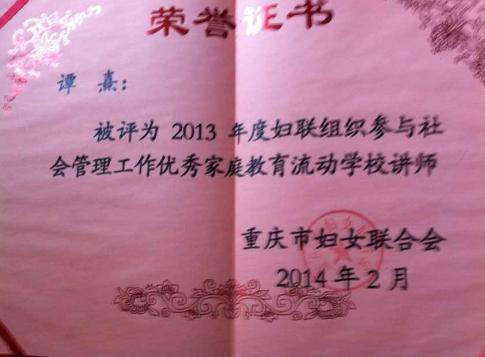 荣誉证书
谭熹:
被评为 2013 年度妇联组织参与社
会管理工作优秀家庭教育流动学校讲师
重庆市妇女联合会
2014 年 2 月